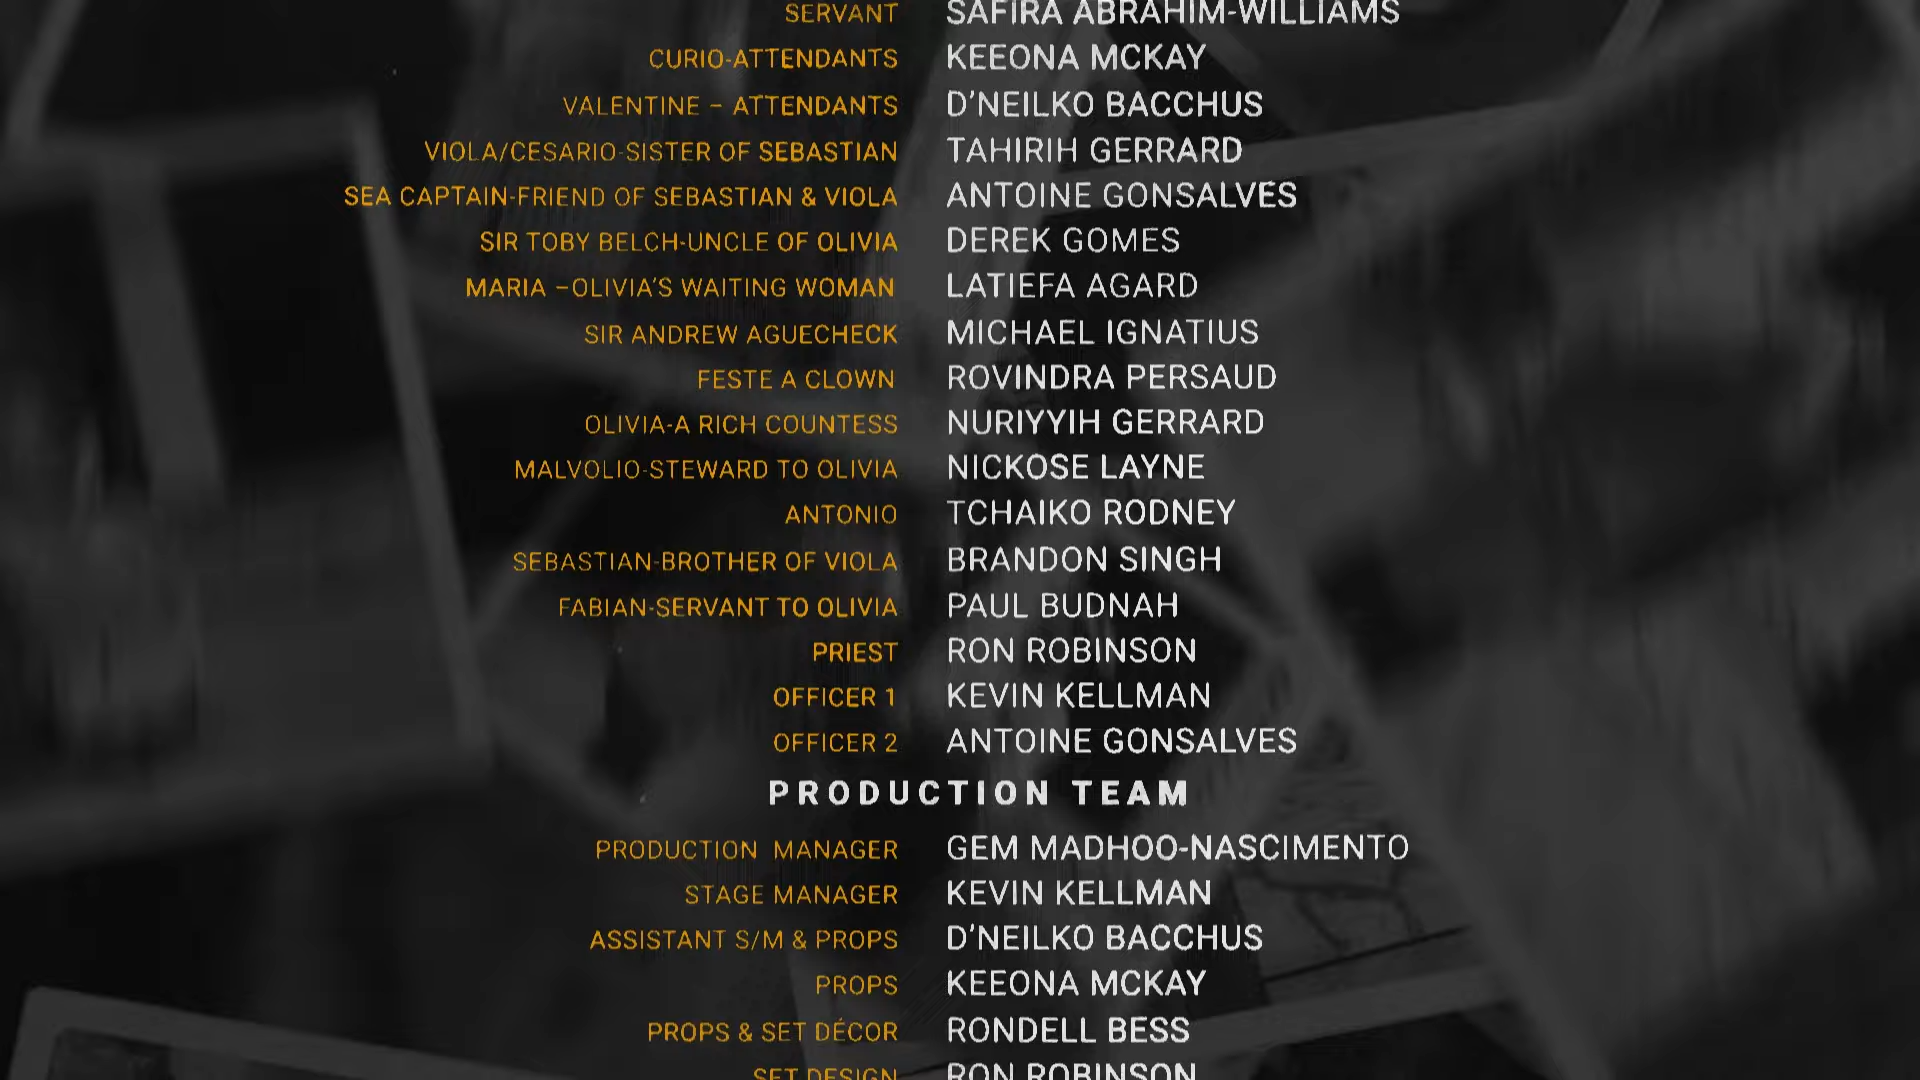 SERVANT SAFIRA ABRAHIM-WILLIAMS
CURIO-ATTENDANTS KEEONA MCKAY
VALENTINE – ATTENDANTS D'NEILKO BACCHUS
VIOLA/CESARIO-SISTER OF SEBASTIAN TAHIRIH GERRARD
SEA CAPTAIN-FRIEND OF SEBASTIAN & VIOLA ANTOINE GONSALVES
SIR TOBY BELCH-UNCLE OF OLIVIA DEREK GOMES
MARIA –OLIVIA'S WAITING WOMAN LATIEFA AGARD
SIR ANDREW AGUECHECK MICHAEL IGNATIUS
FESTE A CLOWN ROVINDRA PERSAUD
OLIVIA-A RICH COUNTESS NURIYYIH GERRARD
MALVOLIO-STEWARD TO OLIVIA NICKOSE LAYNE
ANTONIO TCHAIKO RODNEY
SEBASTIAN-BROTHER OF VIOLA BRANDON SINGH
FABIAN-SERVANT TO OLIVIA PAUL BUDNAH
PRIEST RON ROBINSON
OFFICER 1 KEVIN KELLMAN
OFFICER 2 ANTOINE GONSALVES
PRODUCTION TEAM
PRODUCTION MANAGER GEM MADHOO-NASCIMENTO
STAGE MANAGER KEVIN KELLMAN
ASSISTANT S/M & PROPS D'NEILKO BACCHUS
PROPS KEEONA MCKAY
PROPS & SET DÉCOR RONDELL BESS
SET DESIGN RON ROBINSON